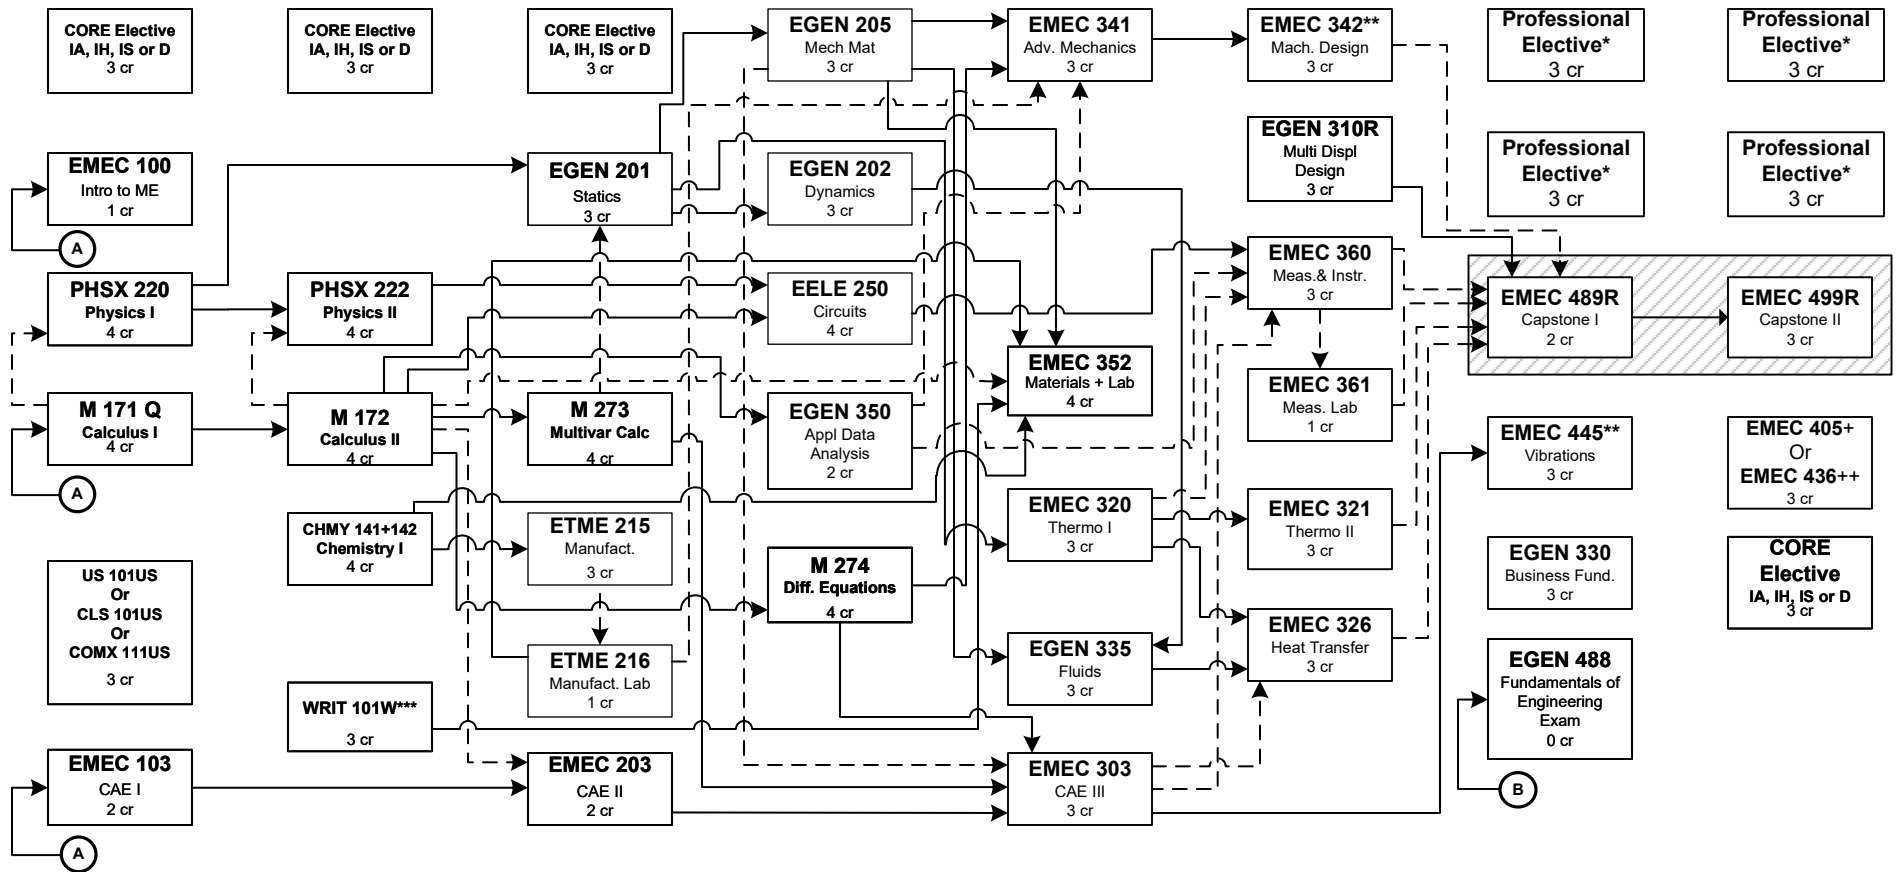 CORE Elective
IA, IH, IS or D
3 cr
EMEC 100
Intro to ME
1 cr
A
PHSX 220
Physics I
4 cr
M 171 Q
Calculus I
4 cr
A
US 101US
Or
CLS 101US
Or
COMX 111US
3 cr
EMEC 103
CAE I
2 cr
A
CORE Elective
IA, IH, IS or D
3 cr
PHSX 222
Physics II
4 cr
M 172
Calculus II
4 cr
CHMY 141+142
Chemistry I
4 cr
WRIT 101W***
3 cr
CORE Elective
IA, IH, IS or D
3 cr
EGEN 201
Statics
3 cr
M 273
Multivar Calc
4 cr
ETME 215
Manufact.
3 cr
ETME 216
Manufact. Lab
1 cr
EMEC 203
CAE II
2 cr
EGEN 205
Mech Mat
3 cr
EGEN 202
Dynamics
3 cr
EELE 250
Circuits
4 cr
EGEN 350
Appl Data
Analysis
2 cr
M 274
Diff. Equations
4 cr
EMEC 341
Adv. Mechanics
3 cr
EMEC 352
Materials + Lab
4 cr
EMEC 320
Thermo I
3 cr
EGEN 335
Fluids
3 cr
EMEC 303
CAE III
3 cr
EMEC 342**
Mach. Design
3 cr
EGEN 310R
Multi Displ
Design
3 cr
EMEC 360
Meas.& Instr.
3 cr
EMEC 361
Meas. Lab
1 cr
EMEC 321
Thermo II
3 cr
EMEC 326
Heat Transfer
3 cr
Professional
Elective*
3 cr
Professional
Elective*
3 cr
EMEC 489R
Capstone I
2 cr
EMEC 445**
Vibrations
3 cr
EGEN 330
Business Fund.
3 cr
EGEN 488
Fundamentals of
Engineering
Exam
0 cr
B
Professional
Elective*
3 cr
Professional
Elective*
3 cr
EMEC 499R
Capstone II
3 cr
EMEC 405+
Or
EMEC 436++
3 cr
CORE
Elective
IA, IH, IS or D
3 cr